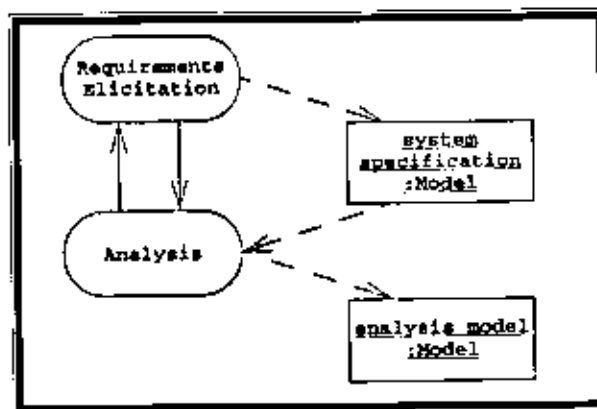 Requirements
Elicitation
system
specification
:Model
Analysis
analysis model
:Model